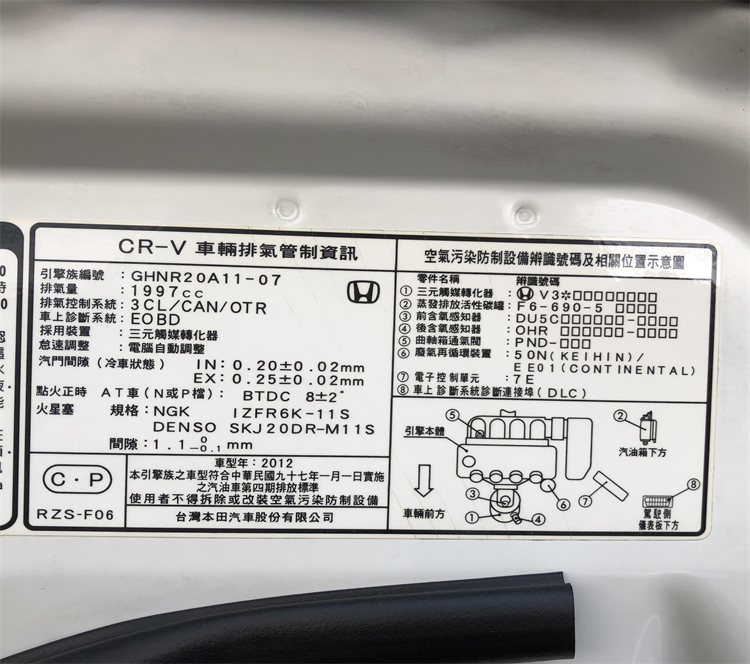 CR-V 車輛排氣管制資訊
引擎族編號：GHNR20A11-07
排氣量：1997cc
排氣控制系統：3CL/CAN/OTR
車上診斷系統：EOBD
採用裝置：三元觸媒轉化器
怠速調整：電腦自動調整
汽門間隙（冷車狀態） IN：0.20±0.02mm
EX：0.25±0.02mm
點火正時 AT車（N或P檔）：BTDC 8±2°
火星塞 規格：NGK IZFR6K-11S
DENSO SKJ20DR-M11S
間隙：1.1 0 -0.1 mm
C・P
RZS-F06
車型年：2012
本引擎族之車型符合中華民國九十七年一月一日實施
之汽油車第四期排放標準
使用者不得拆除或改裝空氣污染防制設備
台灣本田汽車股份有限公司
空氣污染防制設備辨識號碼及相關位置示意圖
零件名稱 辨識號碼
①三元觸媒轉化器：V3*□□□□□□□□
②蒸發排放活性碳罐：F6-690-5 □□□□□
③前含氧感知器：DU5C□□□□□□-□□□□
④後含氧感知器：OHR □□□□□□-□□□□
⑤曲軸箱通氣閥：PND-□□□
⑥廢氣再循環裝置：50N(KEIHIN)/
EE01(CONTINENTAL)
⑦電子控制單元：7E
⑧車上診斷系統診斷連接埠(DLC)
⑤
引擎本體
②
汽油箱下方
車輛前方
③
①
④
⑥
⑦
⑧
駕駛側
儀表板下方